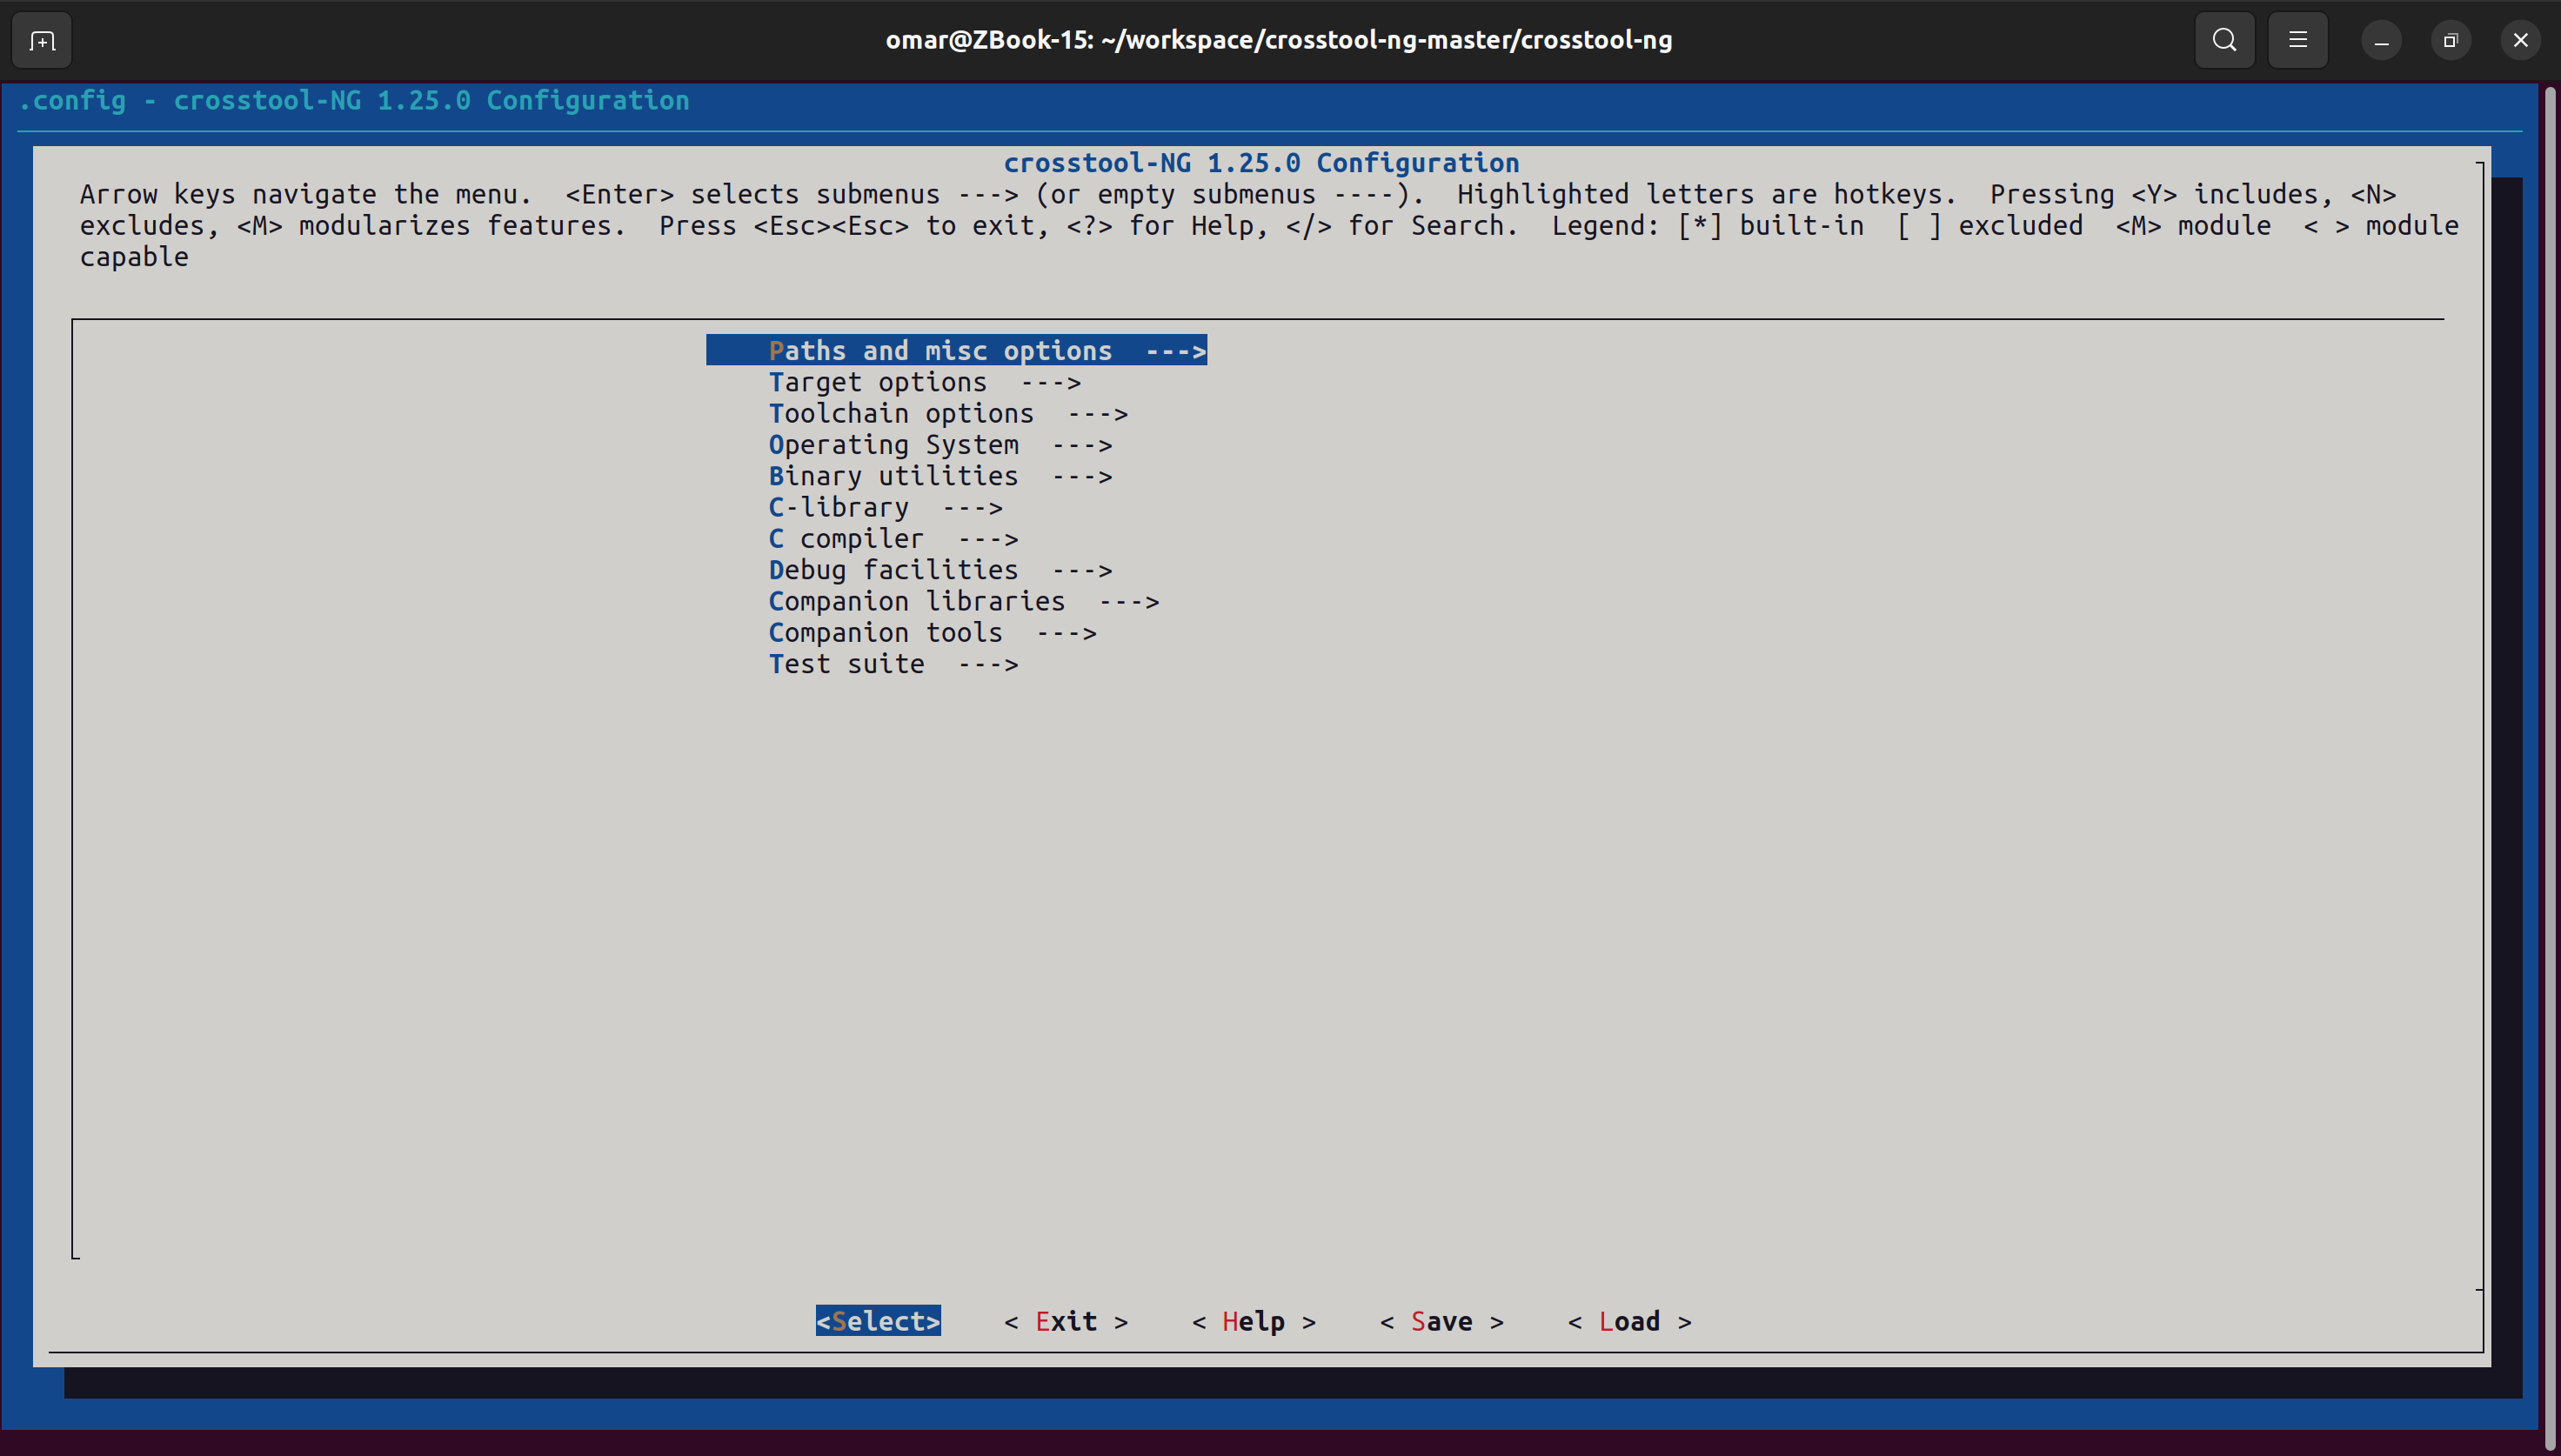 omar@ZBook-15: ~/workspace/crosstool-ng-master/crosstool-ng
.config - crosstool-NG 1.25.0 Configuration
crosstool-NG 1.25.0 Configuration
Arrow keys navigate the menu.  <Enter> selects submenus ---> (or empty submenus ----).  Highlighted letters are hotkeys.  Pressing <Y> includes, <N>
excludes, <M> modularizes features.  Press <Esc><Esc> to exit, <?> for Help, </> for Search.  Legend: [*] built-in  [ ] excluded  <M> module  < > module
capable
Paths and misc options  --->
Target options  --->
Toolchain options  --->
Operating System  --->
Binary utilities  --->
C-library  --->
C compiler  --->
Debug facilities  --->
Companion libraries  --->
Companion tools  --->
Test suite  --->
<Select>    < Exit >    < Help >    < Save >    < Load >